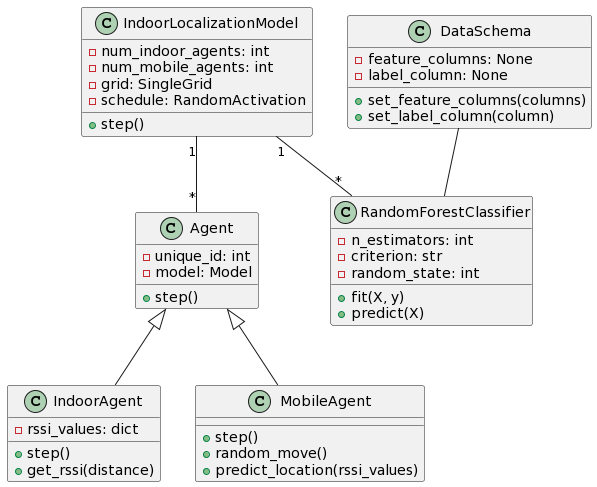 C IndoorLocalizationModel
num_indoor_agents: int
num_mobile_agents: int
grid: SingleGrid
schedule: RandomActivation
step()
C DataSchema
feature_columns: None
label_column: None
set_feature_columns(columns)
set_label_column(column)
1
1
*
*
C Agent
unique_id: int
model: Model
step()
C RandomForestClassifier
n_estimators: int
criterion: str
random_state: int
fit(X, y)
predict(X)
C IndoorAgent
rssi_values: dict
step()
get_rssi(distance)
C MobileAgent
step()
random_move()
predict_location(rssi_values)